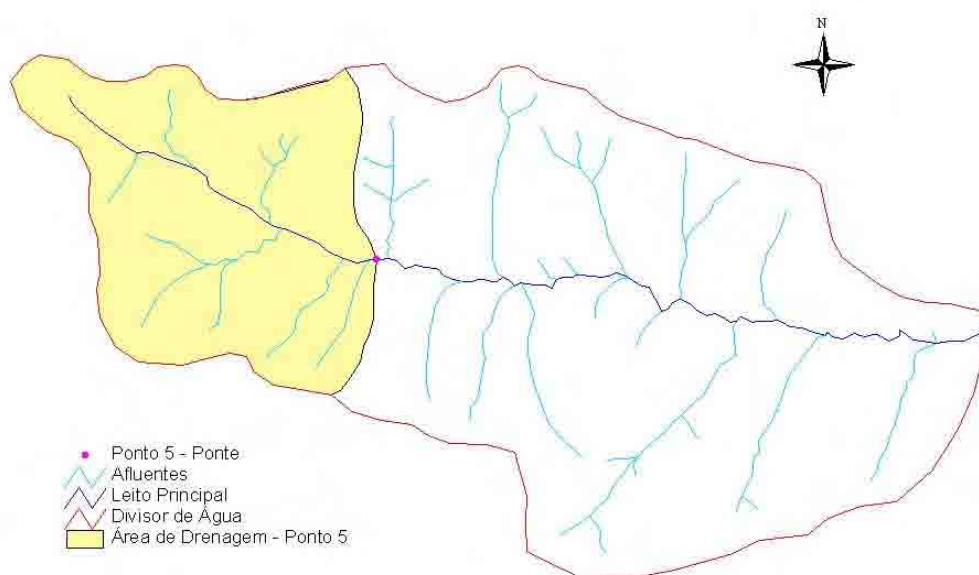 N
Ponto 5 - Ponte
Afluentes
Leito Principal
Divisor de Água
Área de Drenagem - Ponto 5